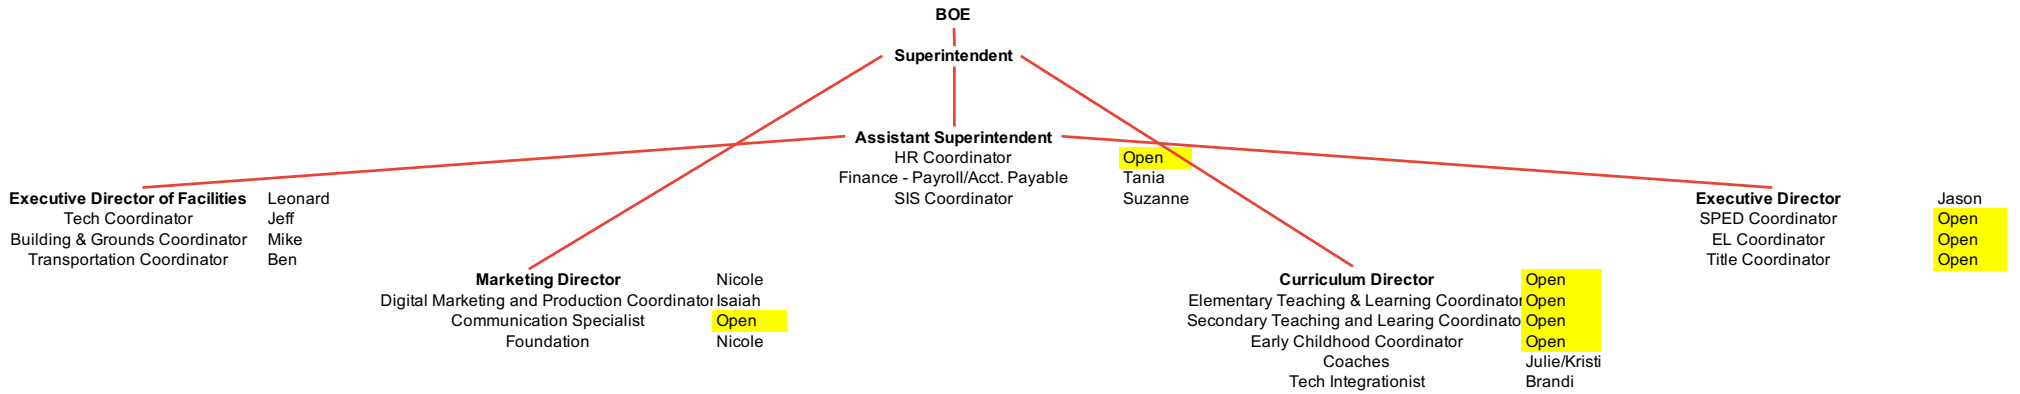 BOE
Superintendent
Assistant Superintendent
HR Coordinator Open
Finance - Payroll/Acct. Payable Tania
SIS Coordinator Suzanne
Executive Director of Facilities Leonard
Tech Coordinator Jeff
Building & Grounds Coordinator Mike
Transportation Coordinator Ben
Executive Director Jason
SPED Coordinator Open
EL Coordinator Open
Title Coordinator Open
Marketing Director Nicole
Digital Marketing and Production Coordinator Isaiah
Communication Specialist Open
Foundation Nicole
Curriculum Director Open
Elementary Teaching & Learning Coordinator Open
Secondary Teaching and Learing Coordinato Open
Early Childhood Coordinator Open
Coaches Julie/Kristi
Tech Integrationist Brandi